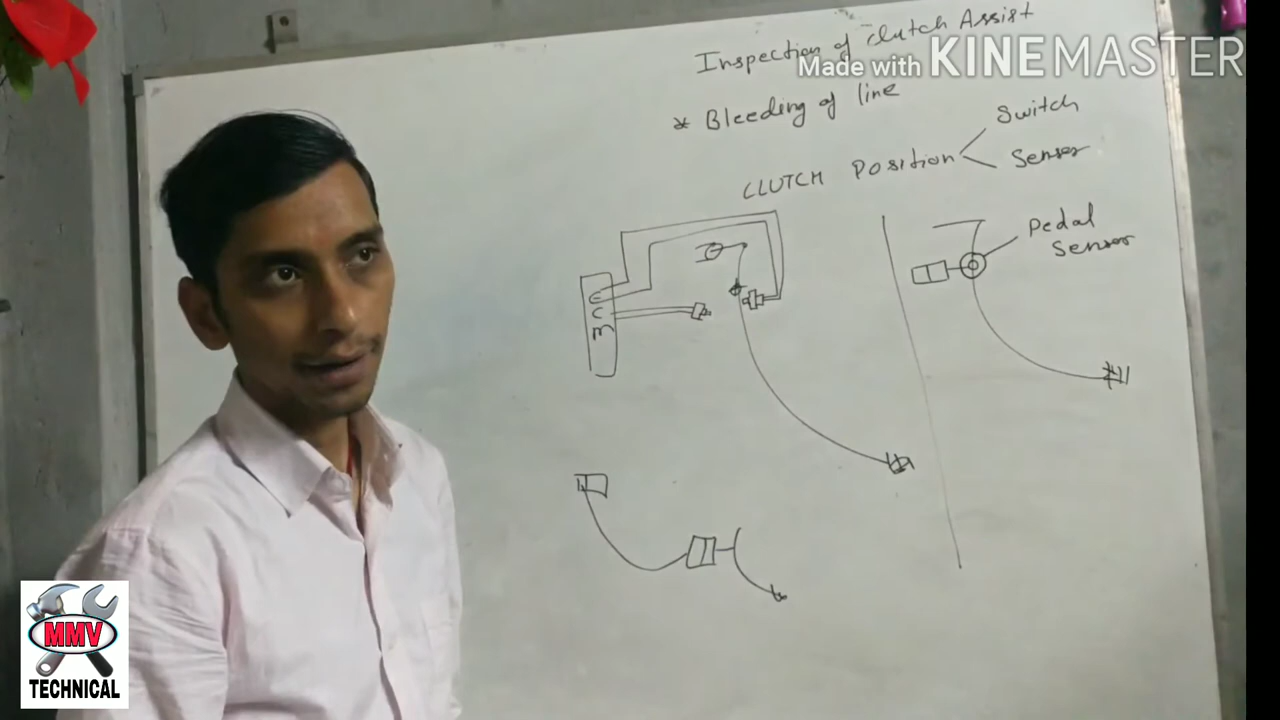 Inspection of Clutch Assist
Made with KINEMASTER
* Bleeding of line
CLUTCH Position
Switch
Sensor
Pedal
Sensor
E
C
m
MMV
TECHNICAL